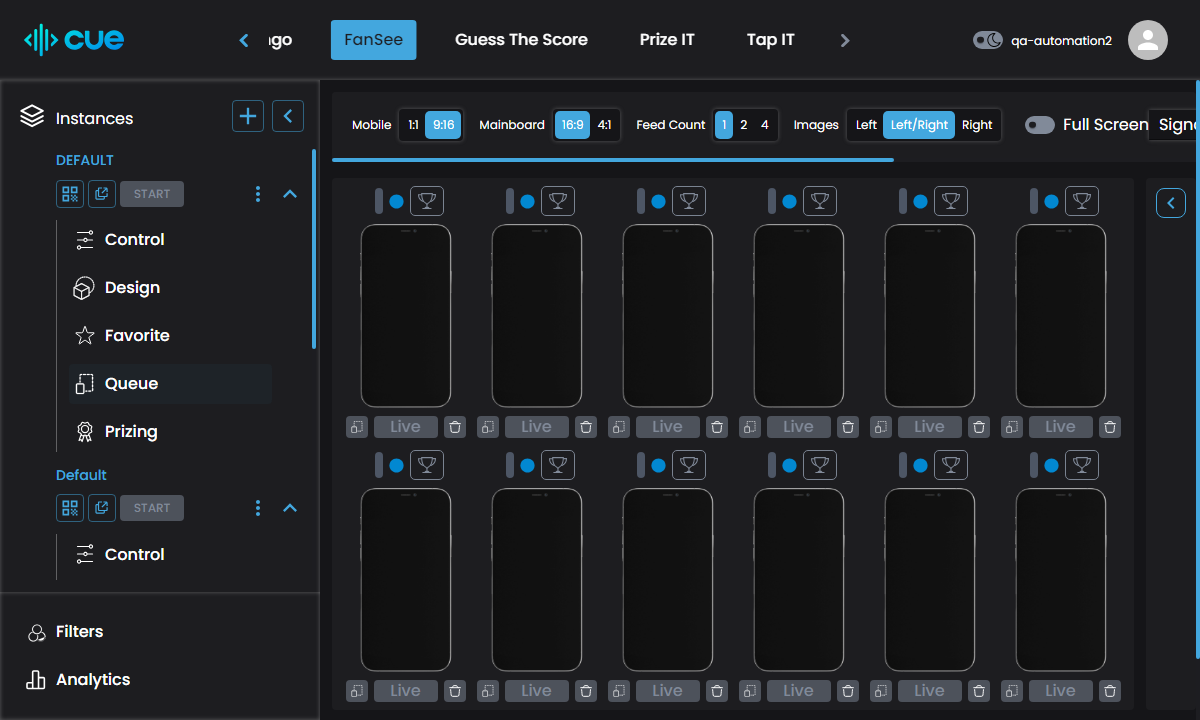 cue
FanSee
Guess The Score
Prize IT
Tap IT
qa-automation2
Instances
DEFAULT
START
Control
Design
Favorite
Queue
Prizing
Default
START
Control
Filters
Analytics
Mobile 1:1 9:16 Mainboard 16:9 4:1 Feed Count 1 2 4 Images Left Left/Right Right Full Screen
Live Live Live Live Live Live
Live Live Live Live Live Live